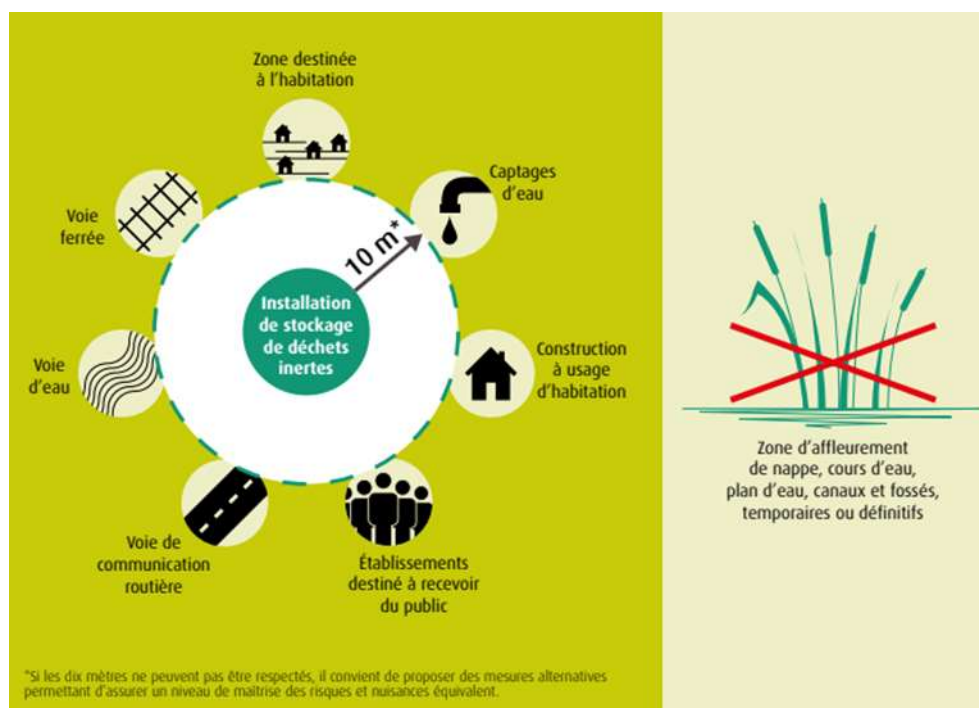 Zone destinée
à l'habitation
Captages
d'eau
Voie
ferrée
10 m*
Installation
de stockage
de déchets
inertes
Voie
d'eau
Construction
à usage
d'habitation
Voie de
communication
routière
Établissements
destiné à recevoir
du public
*Si les dix mètres ne peuvent pas être respectés, il convient de proposer des mesures alternatives
permettant d'assurer un niveau de maîtrise des risques et nuisances équivalent.
Zone d'affleurement
de nappe, cours d'eau,
plan d'eau, canaux et fossés,
temporaires ou définitifs